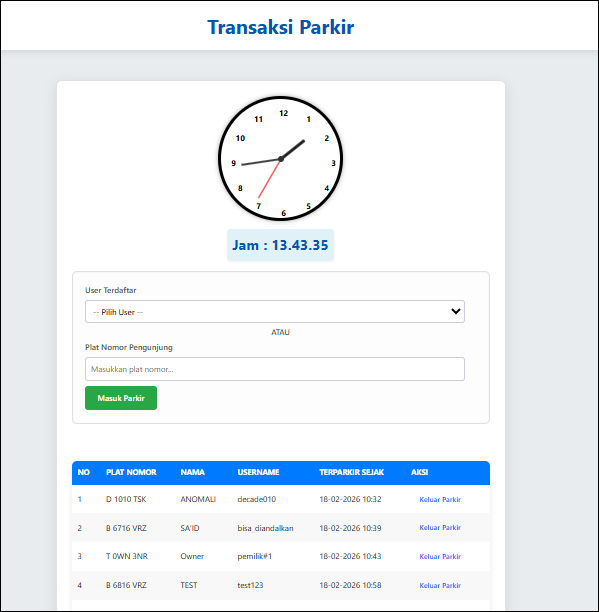 Transaksi Parkir
12
11 1
10 2
9 3
8 4
7 5
6
Jam : 13.43.35
User Terdaftar
-- Pilih User --
ATAU
Plat Nomor Pengunjung
Masukkan plat nomor...
Masuk Parkir
NO PLAT NOMOR NAMA USERNAME TERPARKIR SEJAK AKSI
1 D 1010 TSK ANOMALI decade010 18-02-2026 10:32 Keluar Parkir
2 B 6716 VRZ SA'ID bisa_diandalkan 18-02-2026 10:39 Keluar Parkir
3 T 0WN 3NR Owner pemilik#1 18-02-2026 10:43 Keluar Parkir
4 B 6816 VRZ TEST test123 18-02-2026 10:58 Keluar Parkir